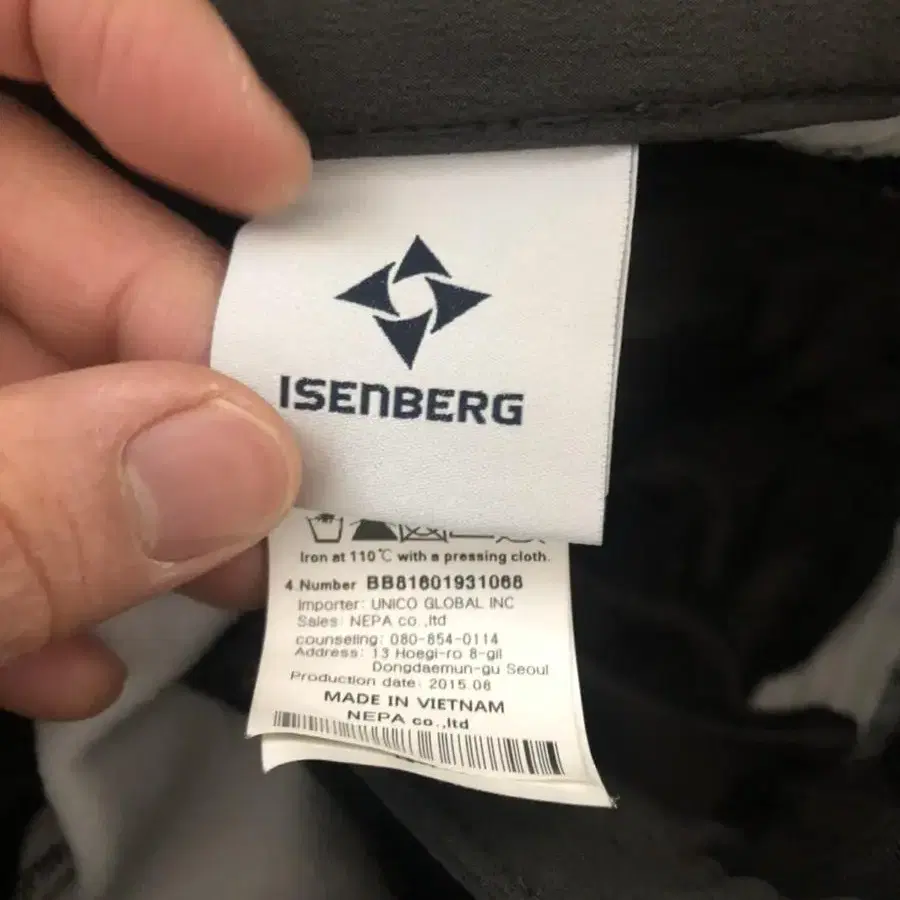 ISENBERG
Iron at 110℃ with a pressing cloth.
4.Number BB81601931068
Importer: UNICO GLOBAL INC
Sales: NEPA co.,ltd
counseling: 080-854-0114
Address: 13 Hoegi-ro 8-gil
Dongdaemun-gu Seoul
Production date: 2015.08
MADE IN VIETNAM
NEPA co.,ltd